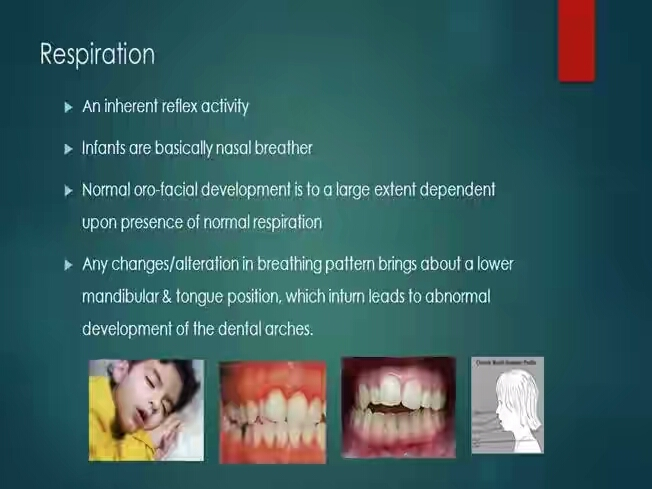 Respiration
An inherent reflex activity
Infants are basically nasal breather
Normal oro-facial development is to a large extent dependent
upon presence of normal respiration
Any changes/alteration in breathing pattern brings about a lower
mandibular & tongue position, which inturn leads to abnormal
development of the dental arches.